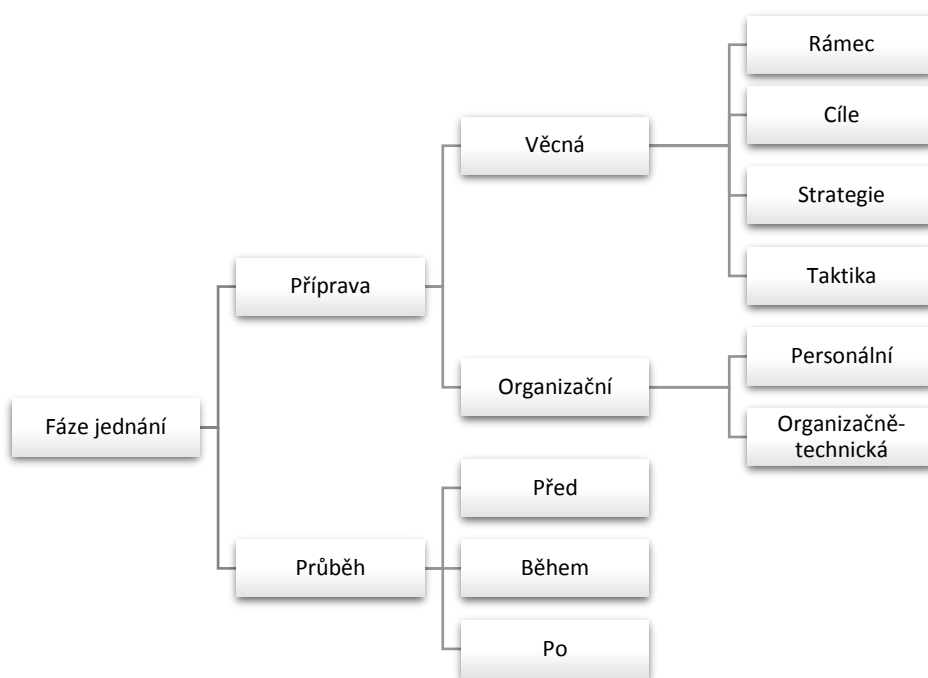 Rámec
Cíle
Věcná
Strategie
Taktika
Příprava
Personální
Organizační
Organizačně-
technická
Fáze jednání
Před
Průběh
Během
Po